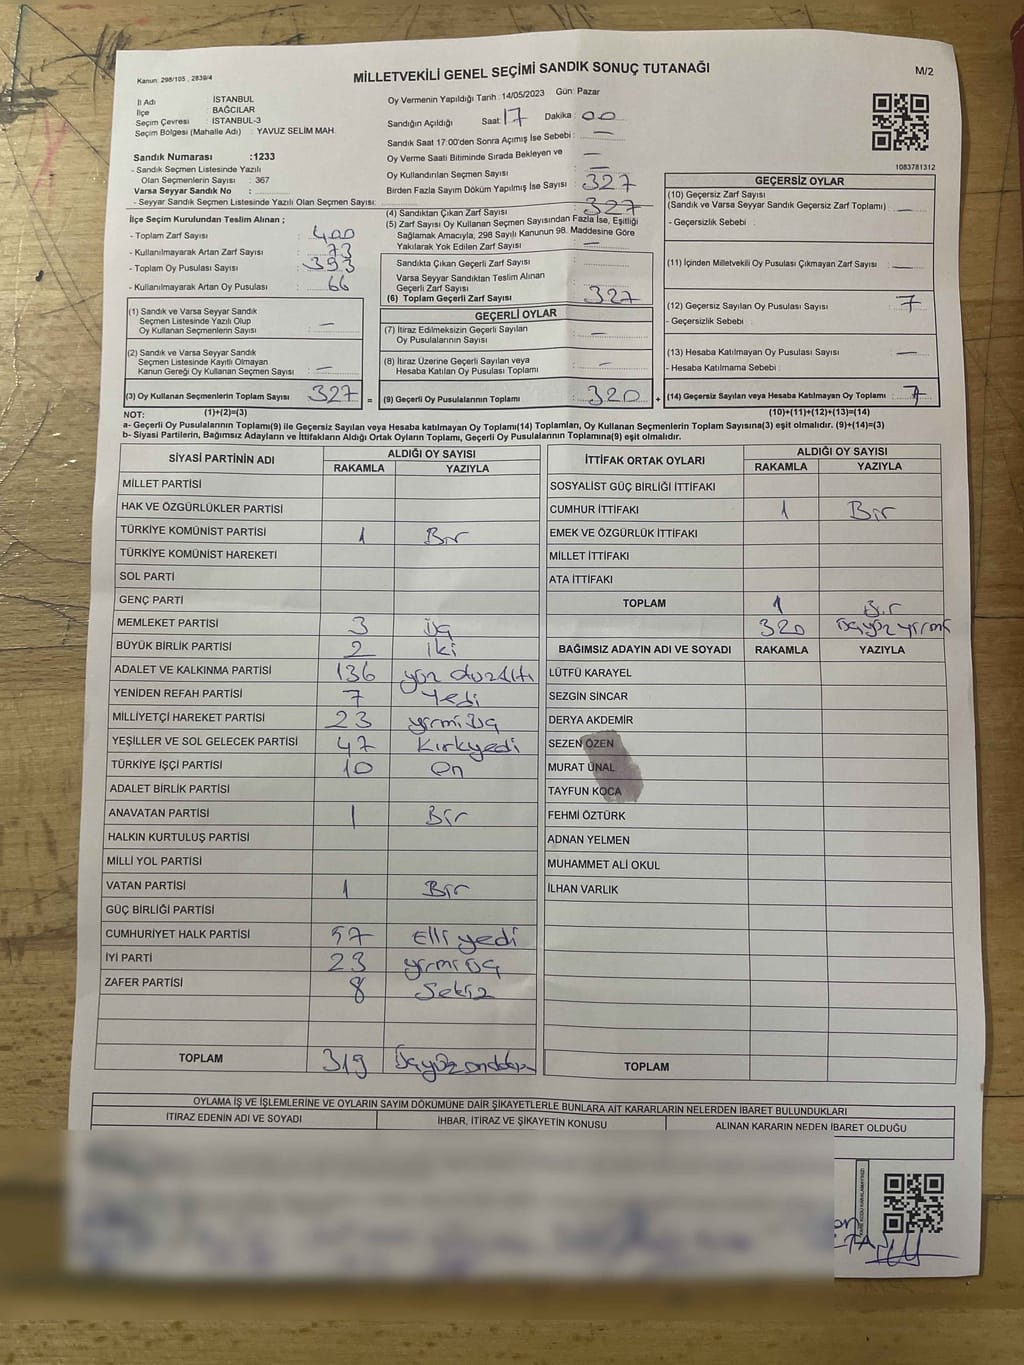 Kanun: 298/105 , 2839/4
MİLLETVEKİLİ GENEL SEÇİMİ SANDIK SONUÇ TUTANAĞI
M/2
İl Adı : İSTANBUL
İlçe : BAĞCILAR
Seçim Çevresi : İSTANBUL-3
Seçim Bölgesi (Mahalle Adı) : YAVUZ SELİM MAH.
Sandık Numarası :1233
- Sandık Seçmen Listesinde Yazılı
Olan Seçmenlerin Sayısı : 367
Varsa Seyyar Sandık No :
- Seyyar Sandık Seçmen Listesinde Yazılı Olan Seçmen Sayısı:
Oy Vermenin Yapıldığı Tarih :14/05/2023 Gün: Pazar
Sandığın Açıldığı Saat: 17 Dakika : 00
Sandık Saat 17.00'den Sonra Açımış İse Sebebi : —
Oy Verme Saati Bitiminde Sırada Bekleyen ve
Oy Kullandırılan Seçmen Sayısı : —
Birden Fazla Sayım Döküm Yapılmış İse Sayısı : 327
1083781312
İlçe Seçim Kurulundan Teslim Alınan ;
- Toplam Zarf Sayısı : 400
- Kullanılmayarak Artan Zarf Sayısı : 73
- Toplam Oy Pusulası Sayısı : 393
- Kullanılmayarak Artan Oy Pusulası : 66
(4) Sandıktan Çıkan Zarf Sayısı : 327
(5) Zarf Sayısı Oy Kullanan Seçmen Sayısından Fazla İse, Eşitliği
Sağlamak Amacıyla; 298 Sayılı Kanunun 98. Maddesine Göre
Yakılarak Yok Edilen Zarf Sayısı : —
Sandıkta Çıkan Geçerli Zarf Sayısı :
Varsa Seyyar Sandıktan Teslim Alınan
Geçerli Zarf Sayısı :
(6) Toplam Geçerli Zarf Sayısı : 327
GEÇERSİZ OYLAR
(10) Geçersiz Zarf Sayısı
(Sandık ve Varsa Seyyar Sandık Geçersiz Zarf Toplamı) : —
- Geçersizlik Sebebi :
(11) İçinden Milletvekili Oy Pusulası Çıkmayan Zarf Sayısı : —
(12) Geçersiz Sayılan Oy Pusulası Sayısı : 7
- Geçersizlik Sebebi :
(13) Hesaba Katılmayan Oy Pusulası Sayısı : —
- Hesaba Katılmama Sebebi :
(14) Geçersiz Sayılan veya Hesaba Katılmayan Oy Toplamı : 7
(10)+(11)+(12)+(13)=(14)
(1) Sandık ve Varsa Seyyar Sandık
Seçmen Listesinde Yazılı Olup
Oy Kullanan Seçmenlerin Sayısı : —
(2) Sandık ve Varsa Seyyar Sandık
Seçmen Listesinde Kayıtlı Olmayan
Kanun Gereği Oy Kullanan Seçmen Sayısı : —
(3) Oy Kullanan Seçmenlerin Toplam Sayısı : 327 =
(1)+(2)=(3)
GEÇERLİ OYLAR
(7) İtiraz Edilmeksizin Geçerli Sayılan
Oy Pusulalarının Sayısı : —
(8) İtiraz Üzerine Geçerli Sayılan veya
Hesaba Katılan Oy Pusulası Toplamı : —
(9) Geçerli Oy Pusulalarının Toplamı : 320 +
NOT:
a- Geçerli Oy Pusulalarının Toplamı(9) ile Geçersiz Sayılan veya Hesaba katılmayan Oy Toplamı(14) Toplamları, Oy Kullanan Seçmenlerin Toplam Sayısına(3) eşit olmalıdır. (9)+(14)=(3)
b- Siyasi Partilerin, Bağımsız Adayların ve İttifakların Aldığı Ortak Oyların Toplamı, Geçerli Oy Pusulalarının Toplamına(9) eşit olmalıdır.
SİYASİ PARTİNİN ADI ALDIĞI OY SAYISI
RAKAMLA YAZIYLA
MİLLET PARTİSİ
HAK VE ÖZGÜRLÜKLER PARTİSİ
TÜRKİYE KOMÜNİST PARTİSİ 1 Bir
TÜRKİYE KOMÜNİST HAREKETİ
SOL PARTİ
GENÇ PARTİ
MEMLEKET PARTİSİ 3 üç
BÜYÜK BİRLİK PARTİSİ 2 iki
ADALET VE KALKINMA PARTİSİ 136 yüz otuzaltı
YENİDEN REFAH PARTİSİ 7 Yedi
MİLLİYETÇİ HAREKET PARTİSİ 23 yirmi üç
YEŞİLLER VE SOL GELECEK PARTİSİ 47 Kırkyedi
TÜRKİYE İŞÇİ PARTİSİ 10 On
ADALET BİRLİK PARTİSİ
ANAVATAN PARTİSİ 1 Bir
HALKIN KURTULUŞ PARTİSİ
MİLLİ YOL PARTİSİ
VATAN PARTİSİ 1 Bir
GÜÇ BİRLİĞİ PARTİSİ
CUMHURİYET HALK PARTİSİ 57 Elli yedi
İYİ PARTİ 23 yirmi üç
ZAFER PARTİSİ 8 Sekiz
TOPLAM 319 Üçyüzondokuz
İTTİFAK ORTAK OYLARI ALDIĞI OY SAYISI
RAKAMLA YAZIYLA
SOSYALİST GÜÇ BİRLİĞİ İTTİFAKI
CUMHUR İTTİFAKI 1 Bir
EMEK VE ÖZGÜRLÜK İTTİFAKI
MİLLET İTTİFAKI
ATA İTTİFAKI
TOPLAM 1 Bir
320 üçyüz yirmi
BAĞIMSIZ ADAYIN ADI VE SOYADI RAKAMLA YAZIYLA
LÜTFÜ KARAYEL
SEZGİN SİNCAR
DERYA AKDEMİR
SEZEN ÖZEN
MURAT ÜNAL
TAYFUN KOCA
FEHMİ ÖZTÜRK
ADNAN YELMEN
MUHAMMET ALİ OKUL
İLHAN VARLIK
TOPLAM
OYLAMA İŞ VE İŞLEMLERİNE VE OYLARIN SAYIM DÖKÜMÜNE DAİR ŞİKAYETLERLE BUNLARA AİT KARARLARIN NELERDEN İBARET BULUNDUKLARI
İTİRAZ EDENİN ADI VE SOYADI İHBAR, İTİRAZ VE ŞİKAYETİN KONUSU ALINAN KARARIN NEDEN İBARET OLDUĞU